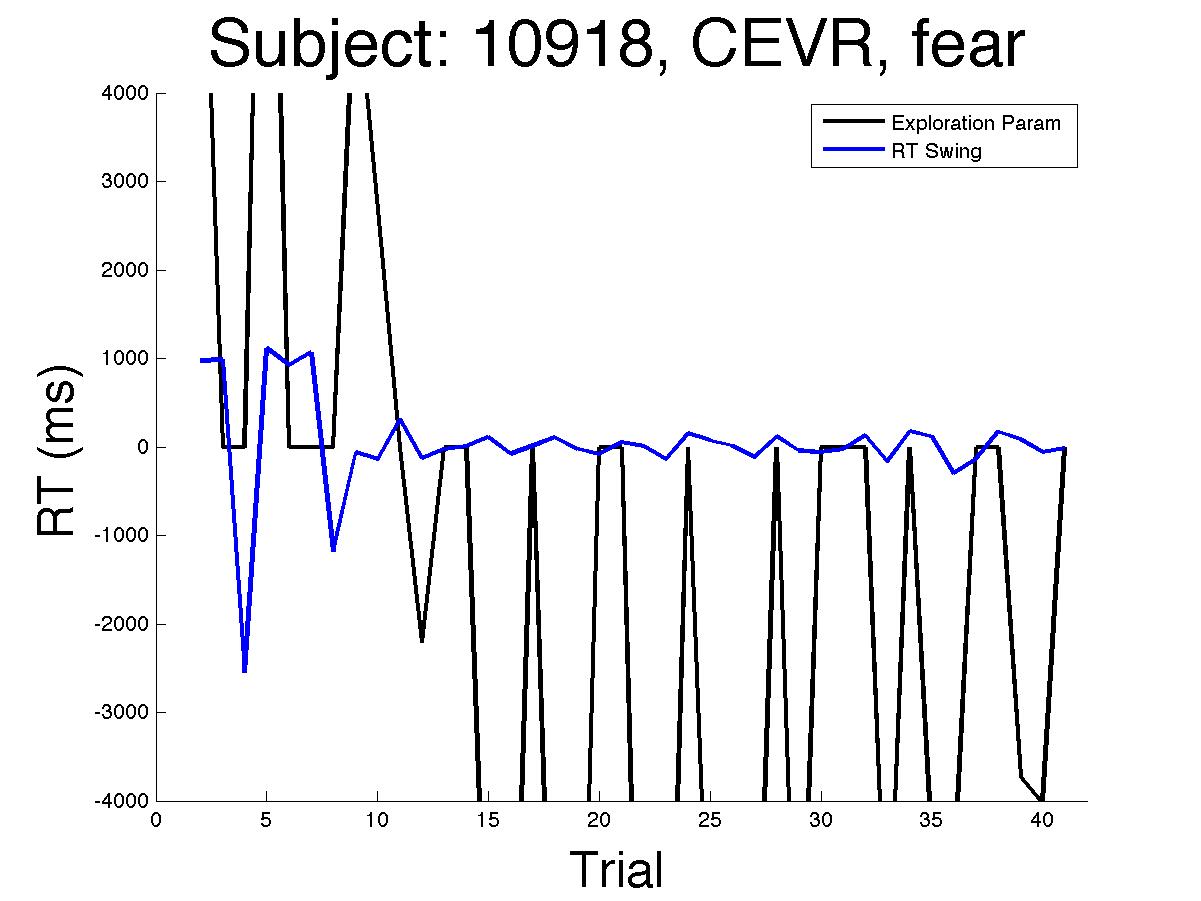 Subject: 10918, CEVR, fear
Exploration Param
RT Swing
RT (ms)
4000
3000
2000
1000
0
-1000
-2000
-3000
-4000
0 5 10 15 20 25 30 35 40
Trial